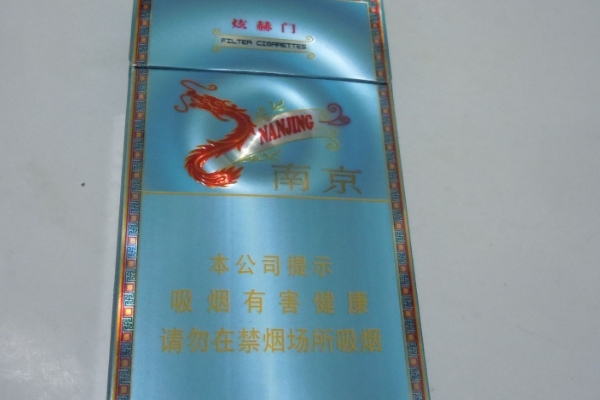 炫赫门
FILTER CIGARETTES
NANJING
南京
本公司提示
吸烟有害健康
请勿在禁烟场所吸烟